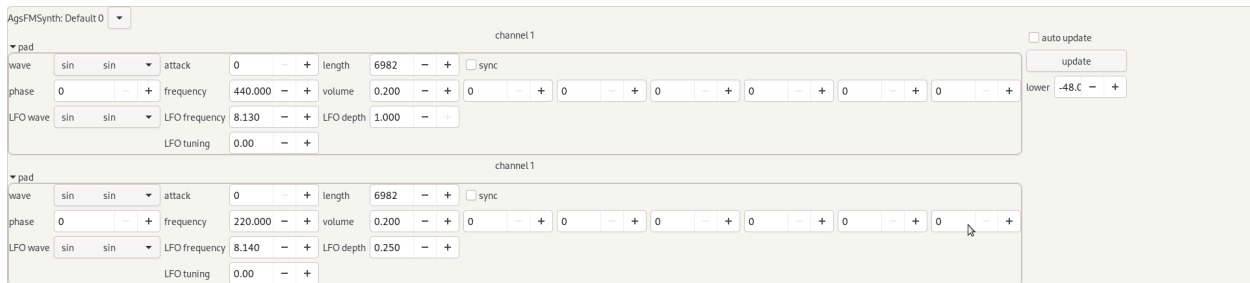 AgsFMSynth: Default 0
channel 1
auto update
pad
update
wave sin sin attack 0 length 6982 sync
phase 0 frequency 440.000 volume 0.200 0 0 0 0 0 0
lower -48.0
LFO wave sin sin LFO frequency 8.130 LFO depth 1.000
LFO tuning 0.00
channel 1
pad
wave sin sin attack 0 length 6982 sync
phase 0 frequency 220.000 volume 0.200 0 0 0 0 0 0
LFO wave sin sin LFO frequency 8.140 LFO depth 0.250
LFO tuning 0.00